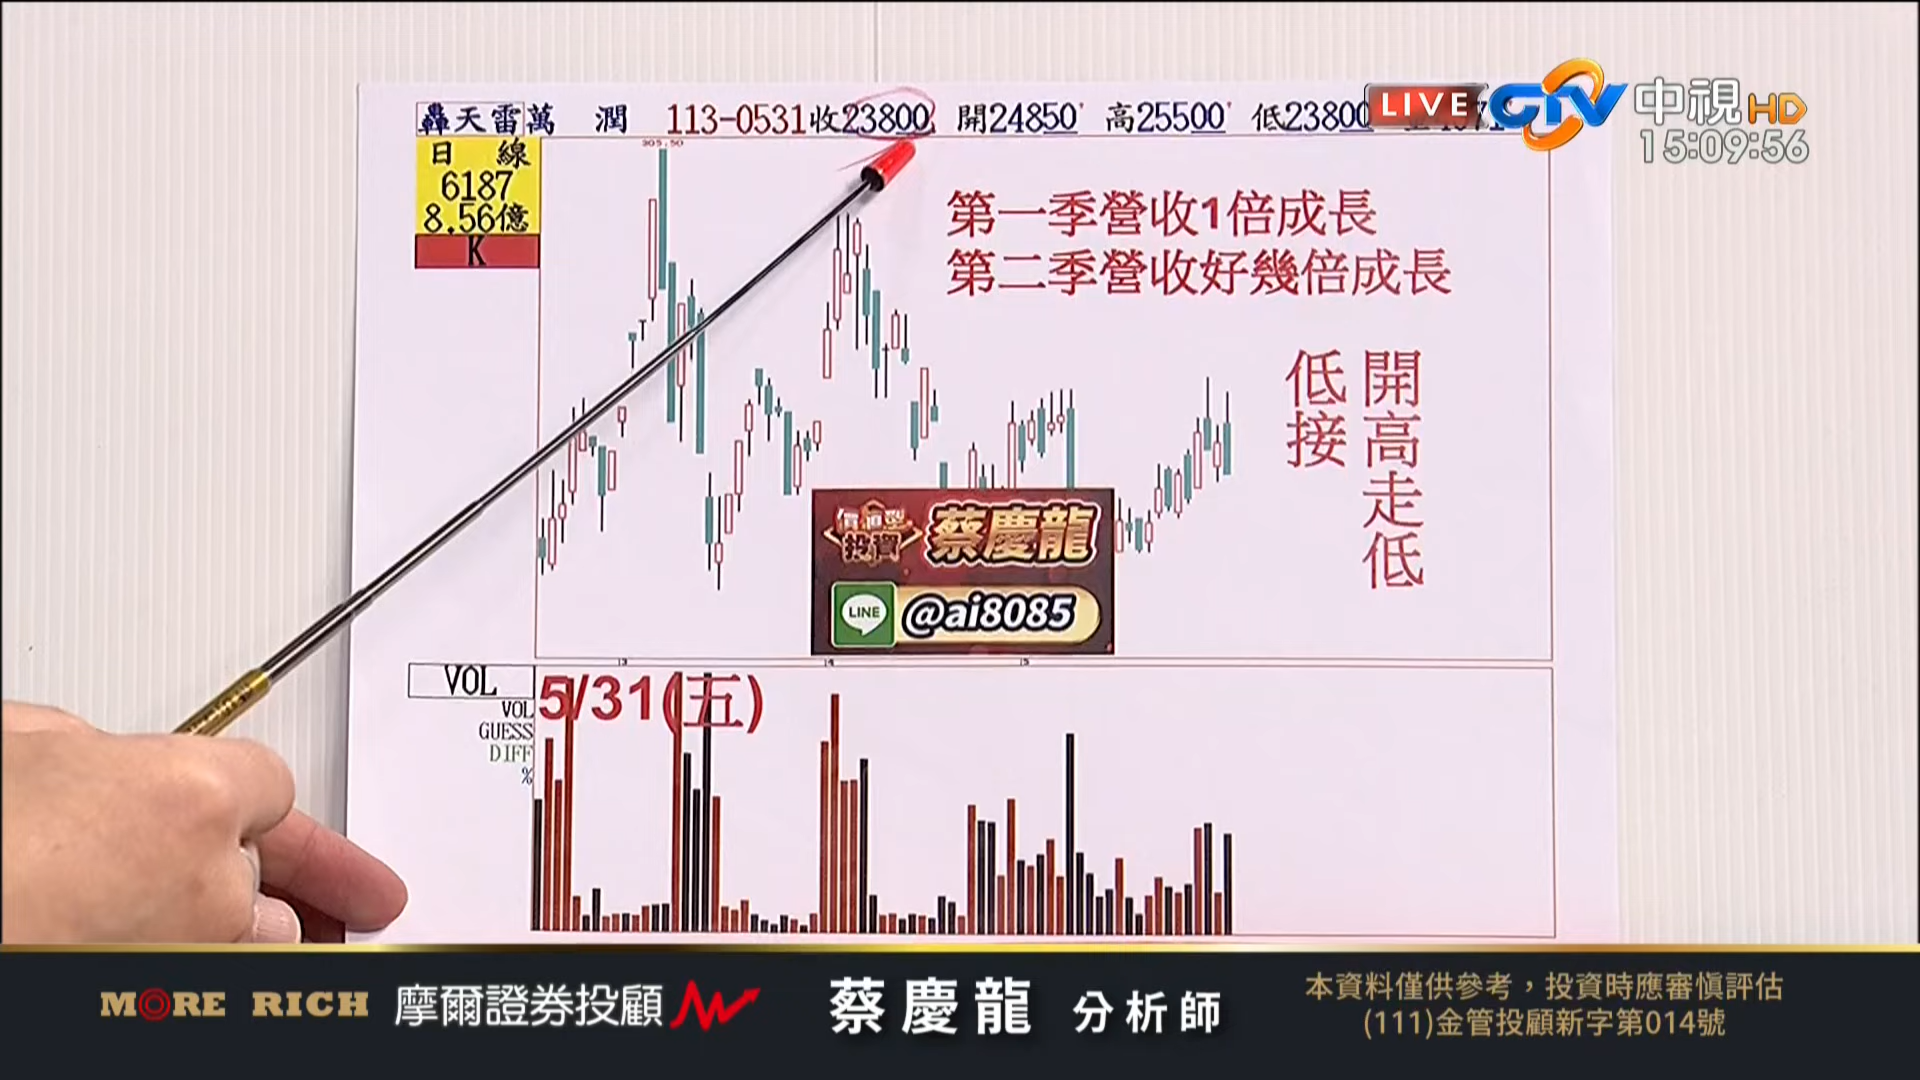 轟天雷萬 潤 113-0531收23800 開24850 高25500 低23800
LIVE CTV 中視HD
15:09:56
日 線
6187
8.56億
K
305.50
第一季營收1倍成長
第二季營收好幾倍成長
開高走低
低接
價值型
投資
蔡慶龍
LINE @ai8085
3 4 5
VOL
5/31(五)
VOL
GUESS
DIFF
%
MORE RICH 摩爾證券投顧 蔡慶龍 分析師
本資料僅供參考，投資時應審慎評估
(111)金管投顧新字第014號